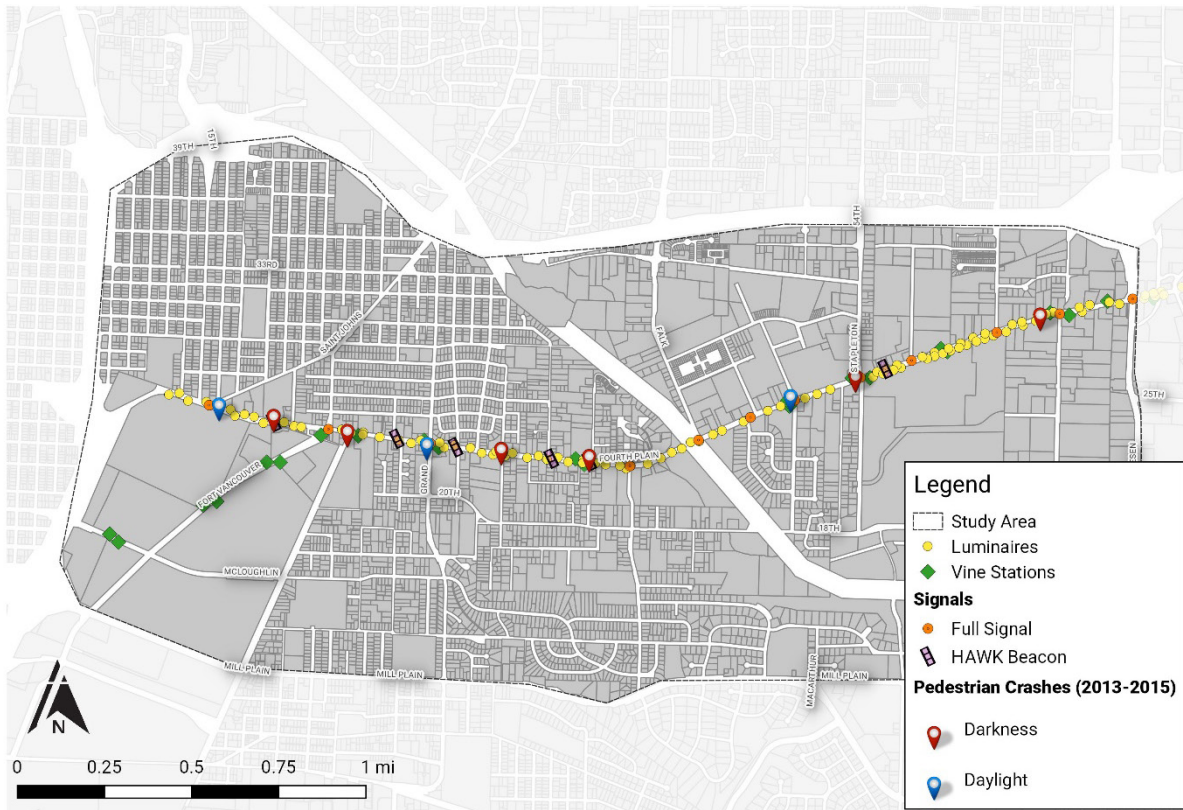 39TH
15TH
33RD
SAINT JOHNS
54TH
FALK
STAPLETON
25TH
FOURTH PLAIN
GRAND
20TH
FORT VANCOUVER
18TH
MCLOUGHLIN
MILL PLAIN
MILL PLAIN
MACARTHUR
MILL PLAIN
SEN
N
0 0.25 0.5 0.75 1 mi
Legend
Study Area
Luminaires
Vine Stations
Signals
Full Signal
HAWK Beacon
Pedestrian Crashes (2013-2015)
Darkness
Daylight